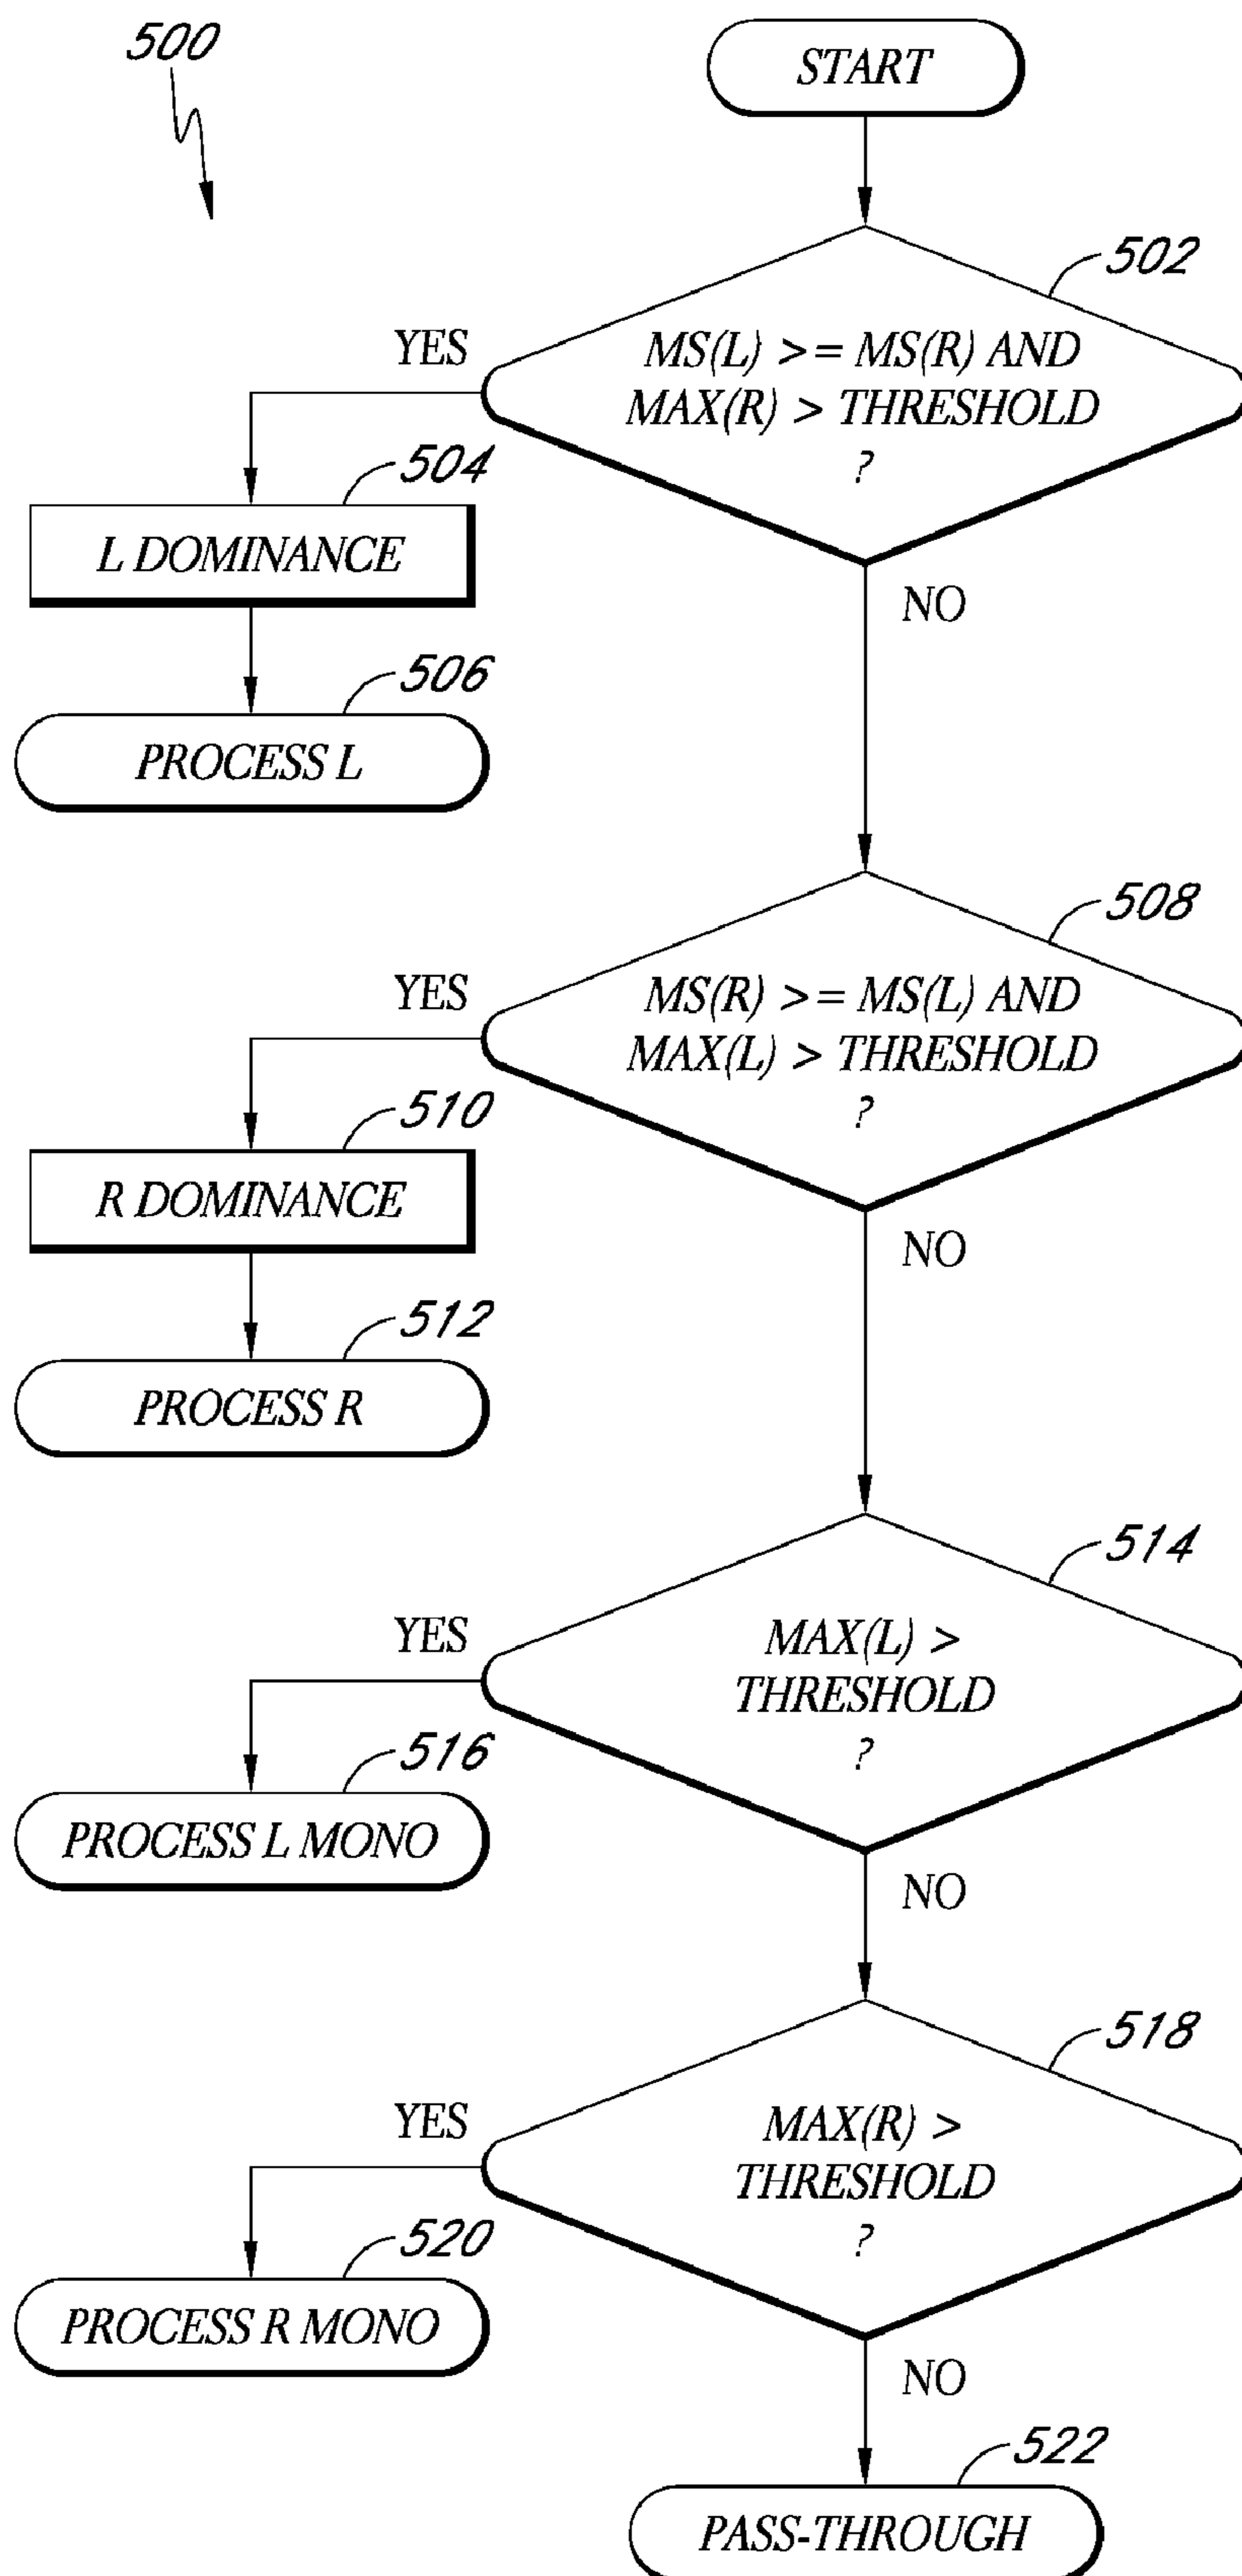 500
START
502
YES
MS(L) >= MS(R) AND
MAX(R) > THRESHOLD
?
504
L DOMINANCE
NO
506
PROCESS L
508
YES
MS(R) >= MS(L) AND
MAX(L) > THRESHOLD
?
510
R DOMINANCE
NO
512
PROCESS R
514
YES
MAX(L) >
THRESHOLD
?
516
PROCESS L MONO
NO
518
YES
MAX(R) >
THRESHOLD
?
520
PROCESS R MONO
NO
522
PASS-THROUGH